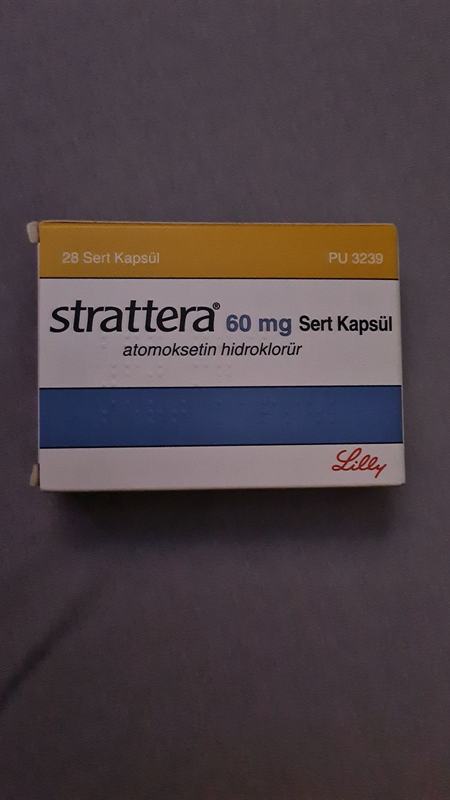 28 Sert Kapsül PU 3239
strattera® 60 mg Sert Kapsül
atomoksetin hidroklorür
Lilly